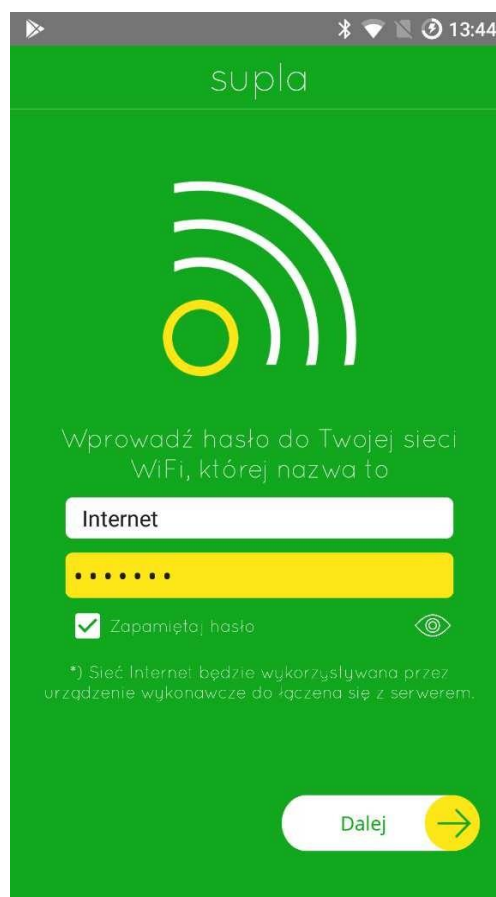 13:44
supla
Wprowadź hasło do Twojej sieci
WiFi, której nazwa to
Internet
•••••••
Zapamiętaj hasło
*) Sieć Internet będzie wykorzystywana przez
urządzenie wykonawcze do łączena się z serwerem.
Dalej